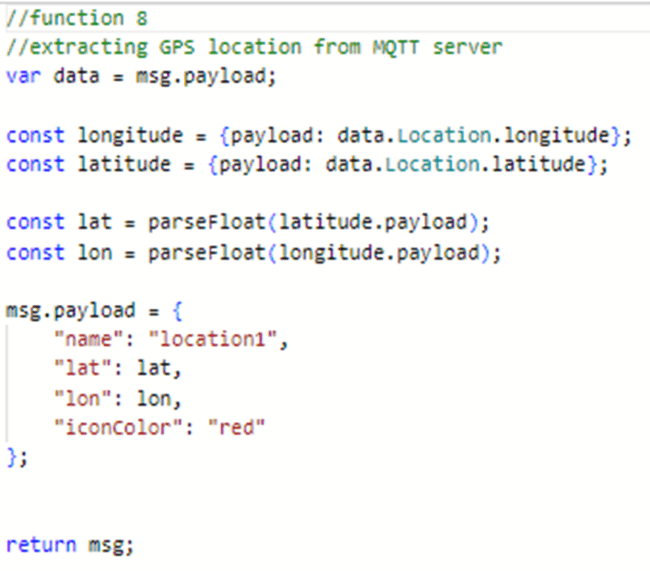 //function 8
//extracting GPS location from MQTT server
var data = msg.payload;
const longitude = {payload: data.Location.longitude};
const latitude = {payload: data.Location.latitude};
const lat = parseFloat(latitude.payload);
const lon = parseFloat(longitude.payload);
msg.payload = {
    "name": "location1",
    "lat": lat,
    "lon": lon,
    "iconColor": "red"
};
return msg;